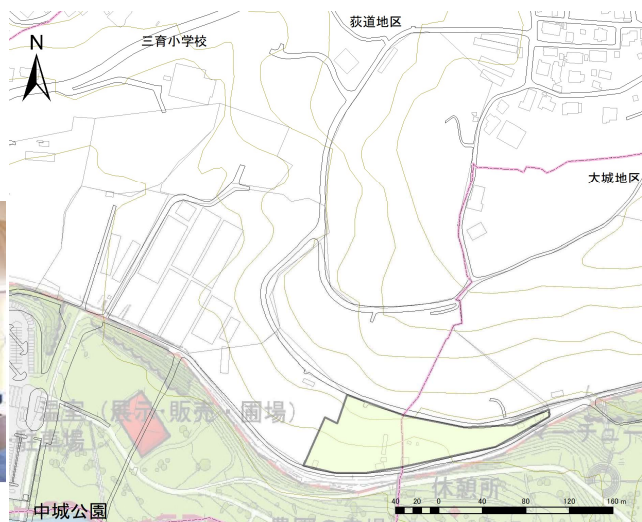 荻道地区
三育小学校
N
大城地区
温室（展示・販売・圃場）
休憩所
中城公園
40 20 0 40 80 120 160 m